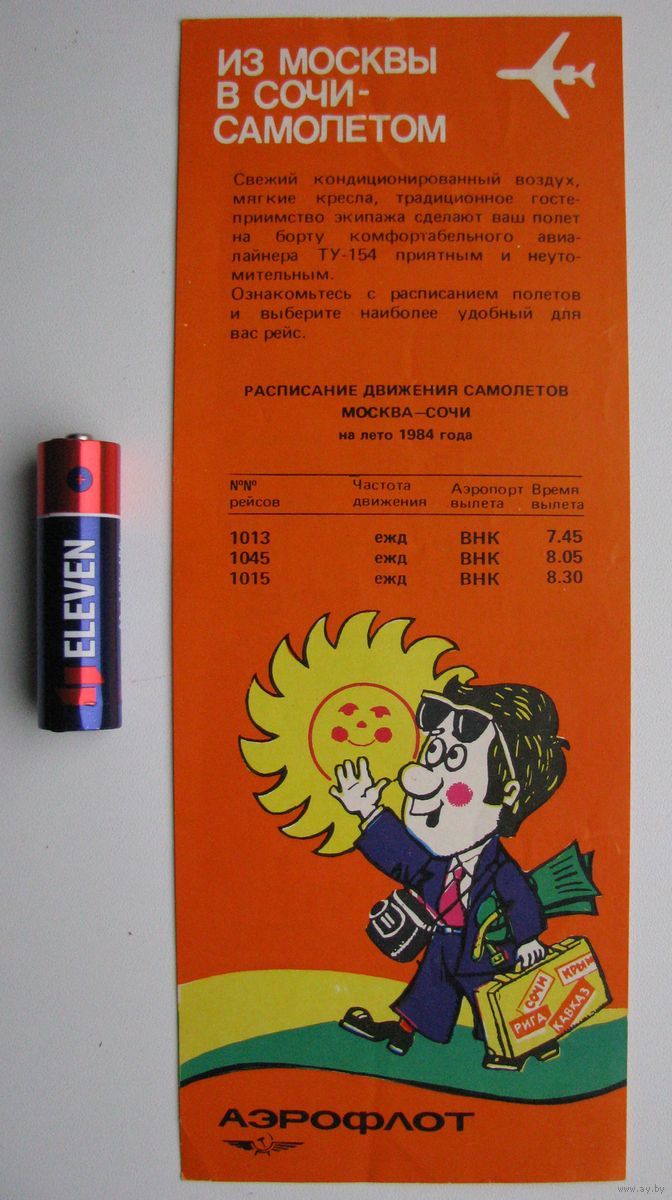 ИЗ МОСКВЫ
В СОЧИ-
САМОЛЕТОМ
Свежий кондиционированный воздух,
мягкие кресла, традиционное госте-
приимство экипажа сделают ваш полет
на борту комфортабельного авиа-
лайнера ТУ-154 приятным и неуто-
мительным.
Ознакомьтесь с расписанием полетов
и выберите наиболее удобный для
вас рейс.
РАСПИСАНИЕ ДВИЖЕНИЯ САМОЛЕТОВ
МОСКВА—СОЧИ
на лето 1984 года
№№ Частота Аэропорт Время
рейсов движения вылета вылета
1013 ежд ВНК 7.45
1045 ежд ВНК 8.05
1015 ежд ВНК 8.30
ELEVEN
СОЧИ
КРЫМ
РИГА
КАВКАЗ
АЭРОФЛОТ
www.ay.by